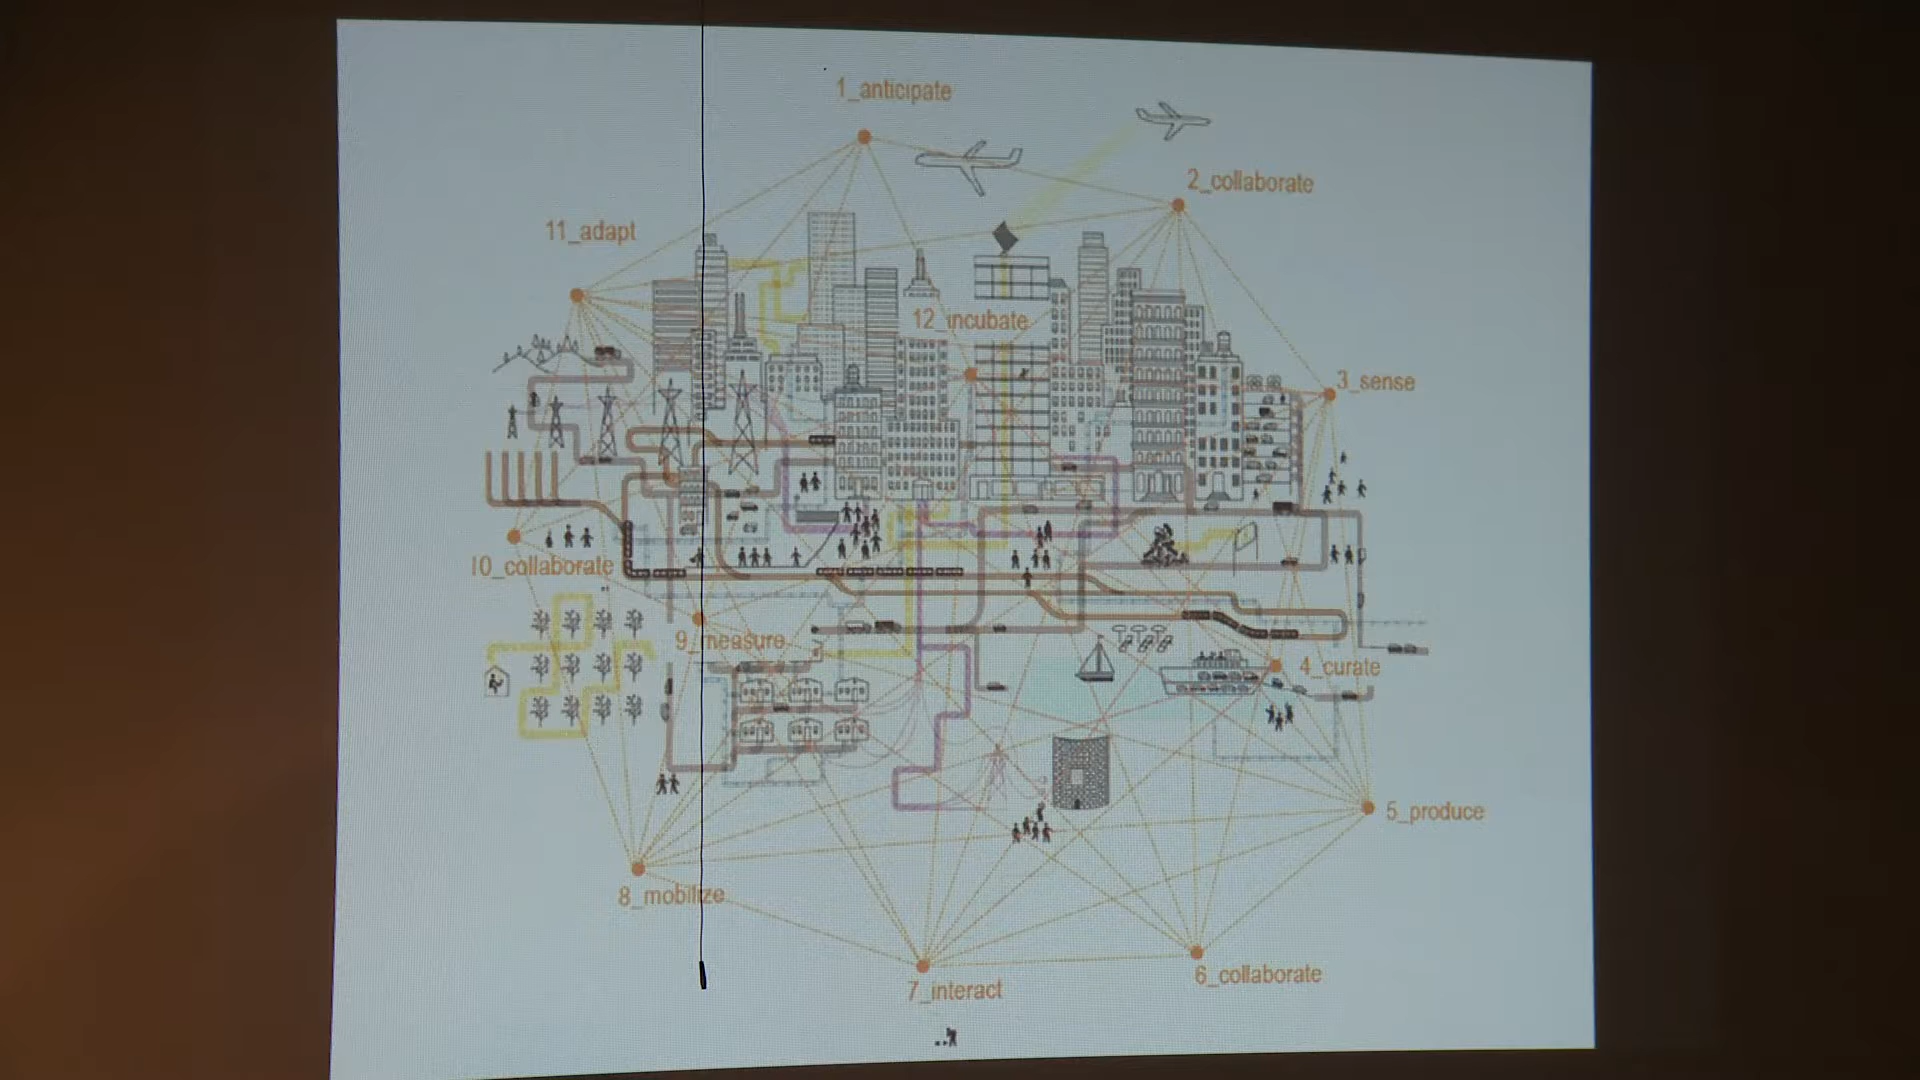 1_anticipate
2_collaborate
11_adapt
12_incubate
3_sense
10_collaborate
9_measure
4_curate
5_produce
8_mobilize
6_collaborate
7_interact